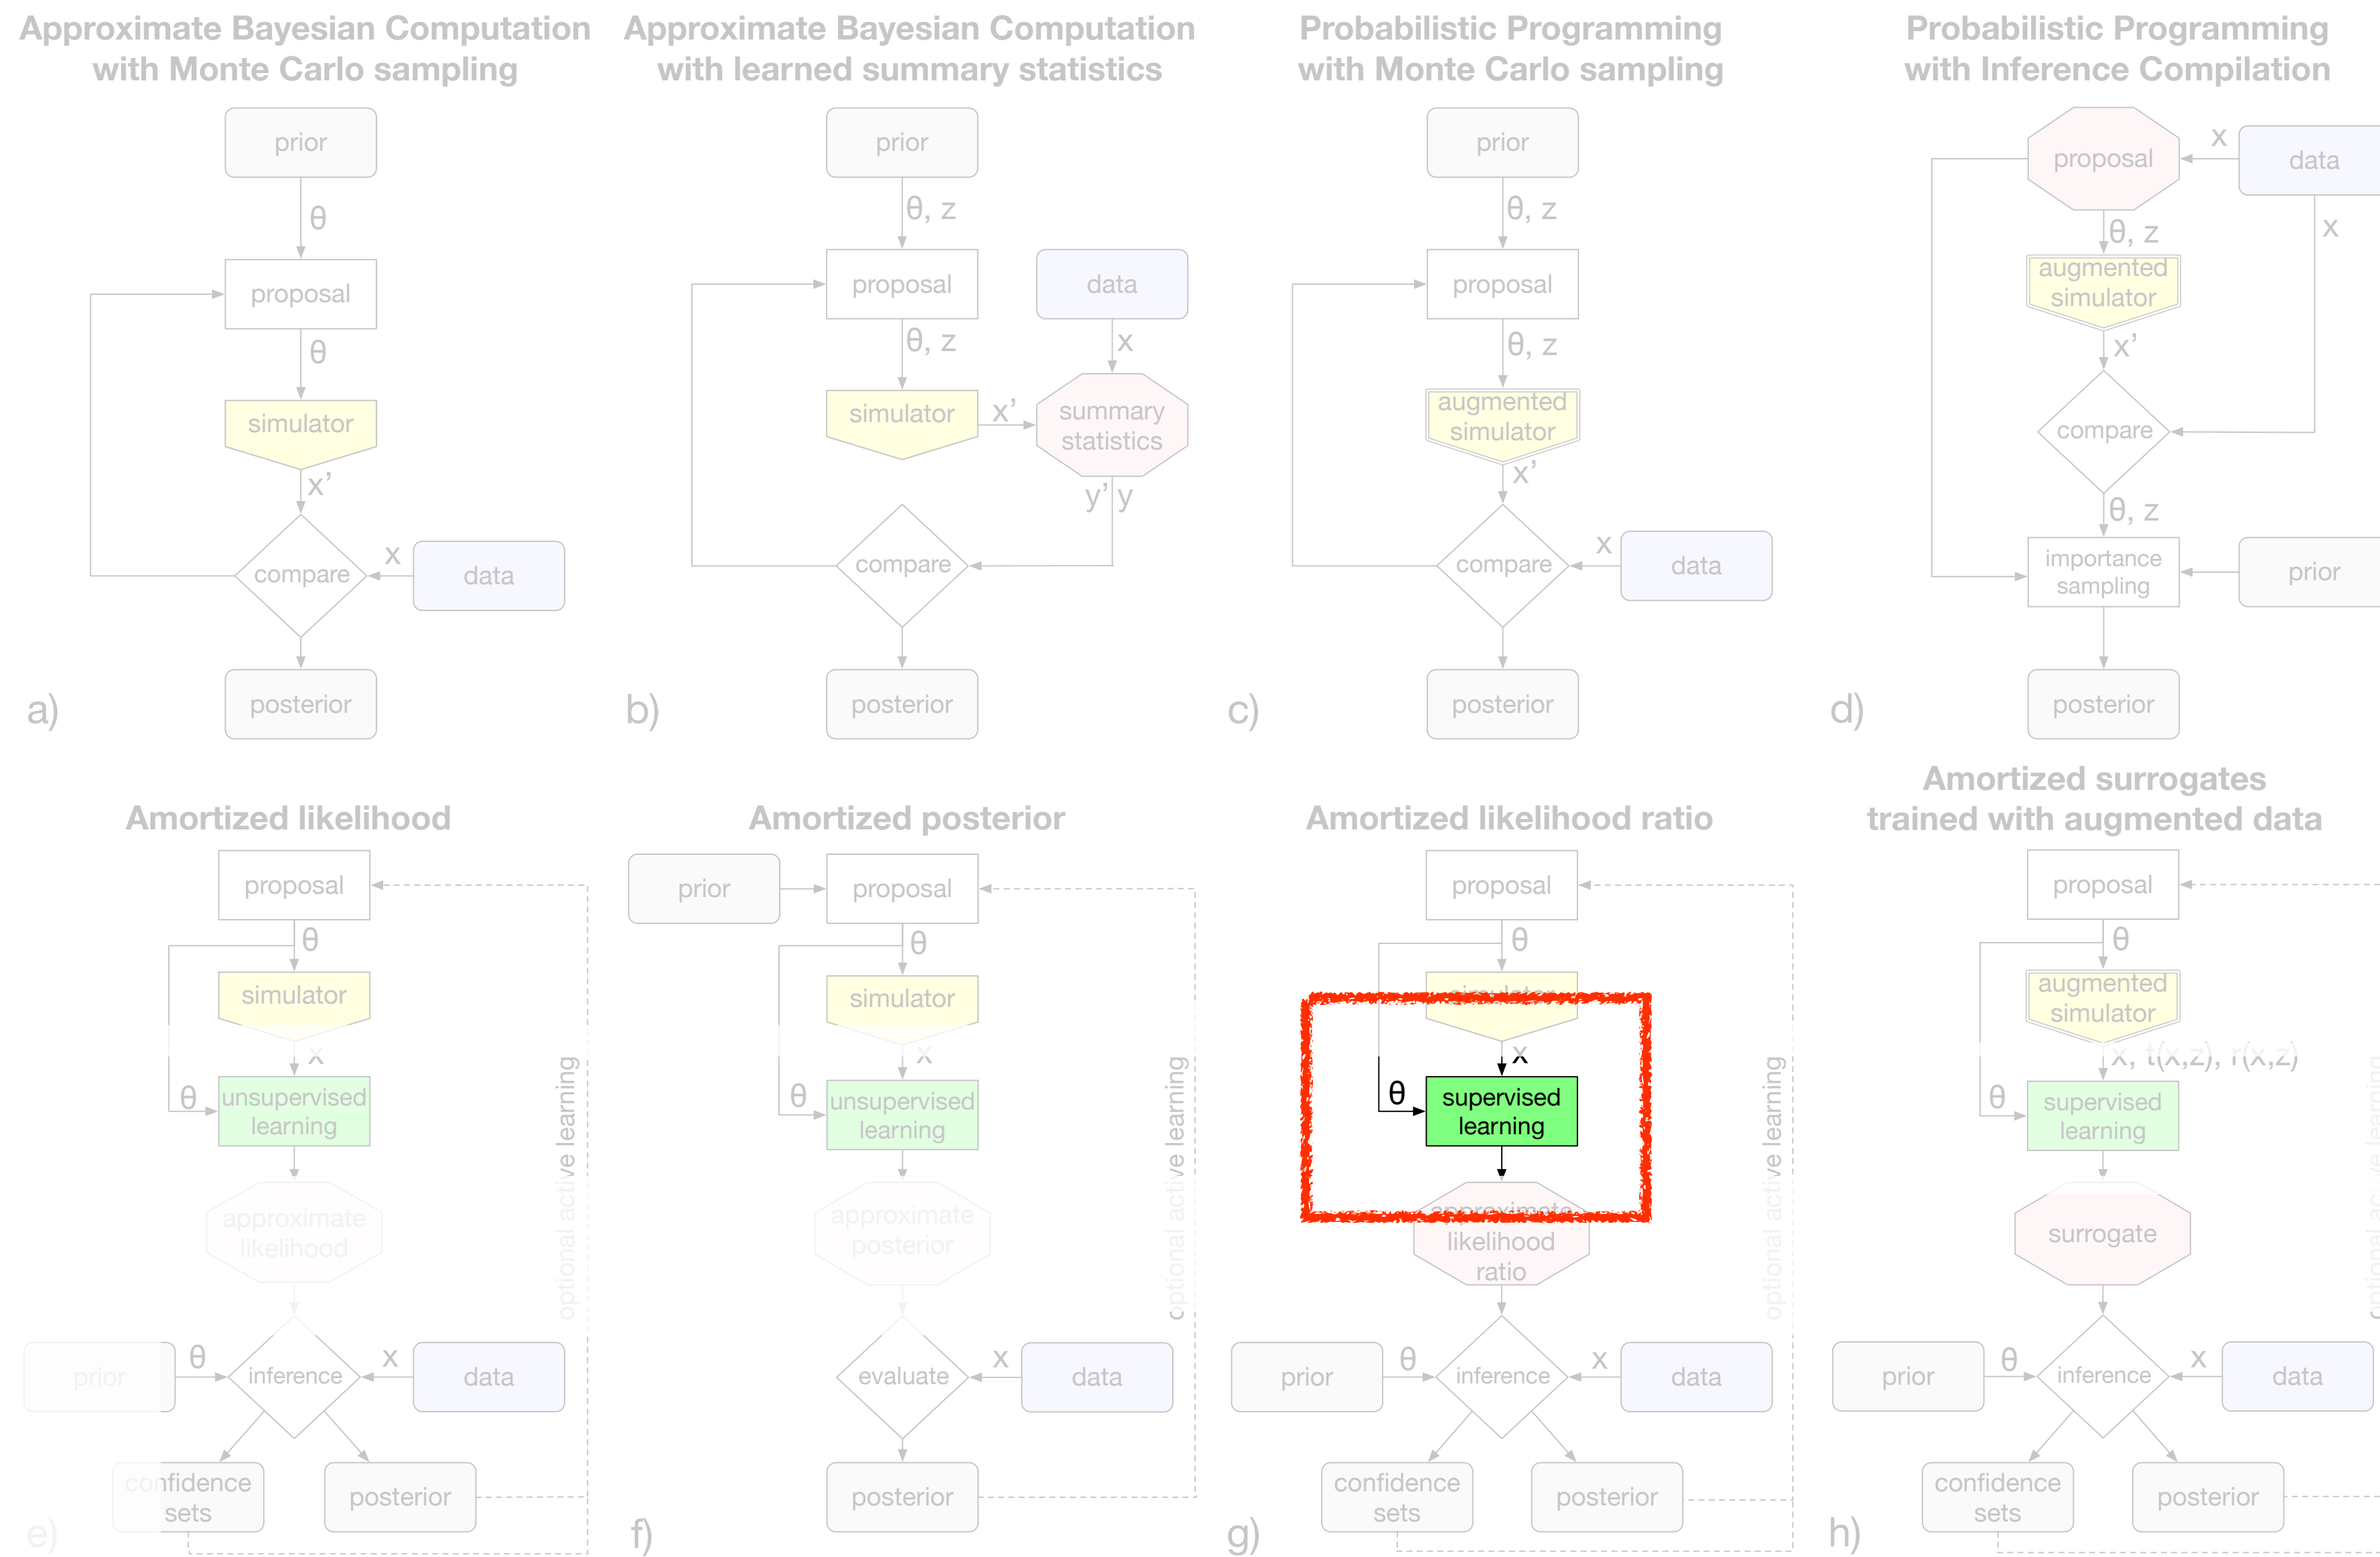 Approximate Bayesian Computation
with Monte Carlo sampling
prior
θ
proposal
θ
simulator
x’
compare
x
data
posterior
a)
Approximate Bayesian Computation
with learned summary statistics
prior
θ, z
proposal
data
θ, z
x
simulator
x’
summary
statistics
y’ y
compare
posterior
b)
Probabilistic Programming
with Monte Carlo sampling
prior
θ, z
proposal
θ, z
augmented
simulator
x’
compare
x
data
posterior
c)
Probabilistic Programming
with Inference Compilation
proposal
x
data
θ, z
x
augmented
simulator
x’
compare
θ, z
importance
sampling
prior
posterior
d)
Amortized likelihood
proposal
θ
simulator
x
θ
unsupervised
learning
optional active learning
approximate
likelihood
prior
θ
inference
x
data
confidence
sets
posterior
e)
Amortized posterior
prior
proposal
θ
simulator
x
θ
unsupervised
learning
optional active learning
approximate
posterior
evaluate
x
data
posterior
f)
Amortized likelihood ratio
proposal
θ
simulator
x
θ
supervised
learning
optional active learning
approximate
likelihood
ratio
prior
θ
inference
x
data
confidence
sets
posterior
g)
Amortized surrogates
trained with augmented data
proposal
θ
augmented
simulator
x, t(x,z), r(x,z)
θ
supervised
learning
optional active learning
surrogate
prior
θ
inference
x
data
confidence
sets
posterior
h)